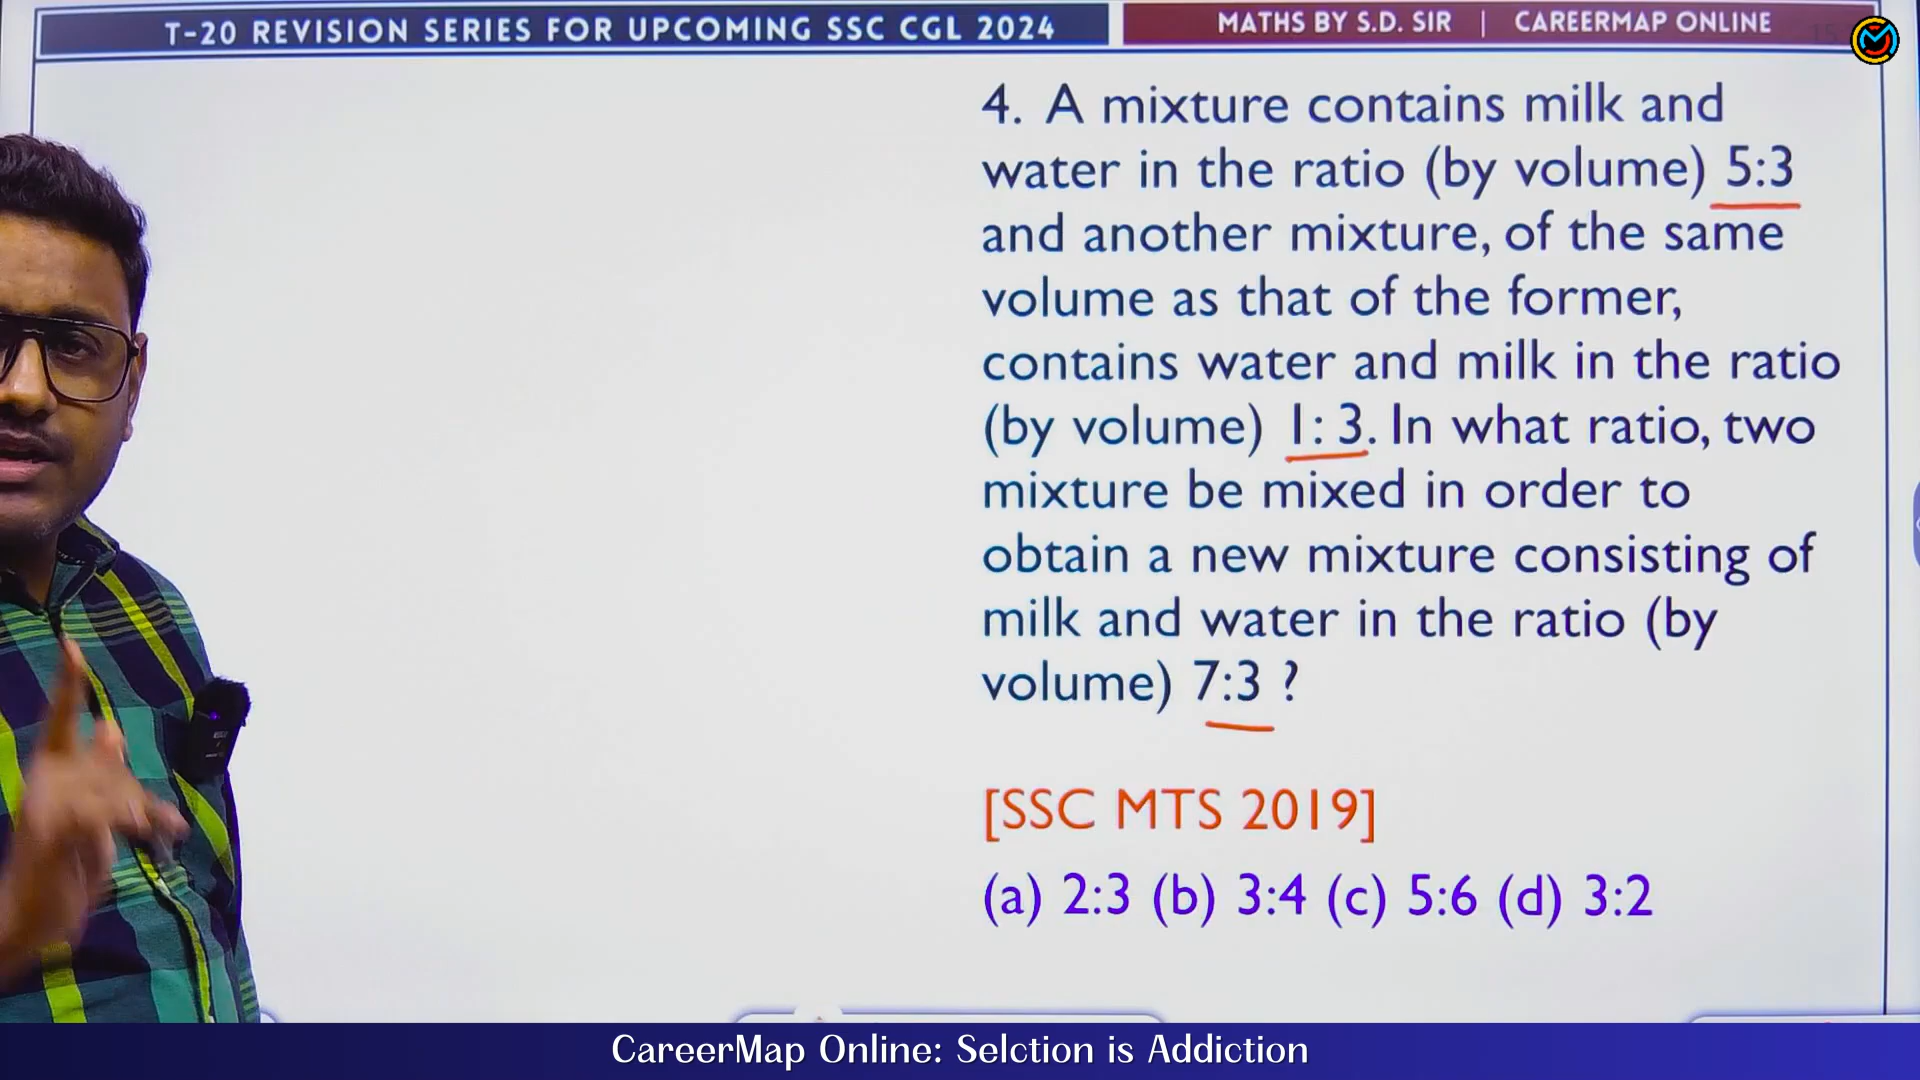 T-20 REVISION SERIES FOR UPCOMING SSC CGL 2024
MATHS BY S.D. SIR | CAREERMAP ONLINE
4. A mixture contains milk and
water in the ratio (by volume) 5:3
and another mixture, of the same
volume as that of the former,
contains water and milk in the ratio
(by volume) 1: 3. In what ratio, two
mixture be mixed in order to
obtain a new mixture consisting of
milk and water in the ratio (by
volume) 7:3 ?
[SSC MTS 2019]
(a) 2:3 (b) 3:4 (c) 5:6 (d) 3:2
CareerMap Online: Selction is Addiction